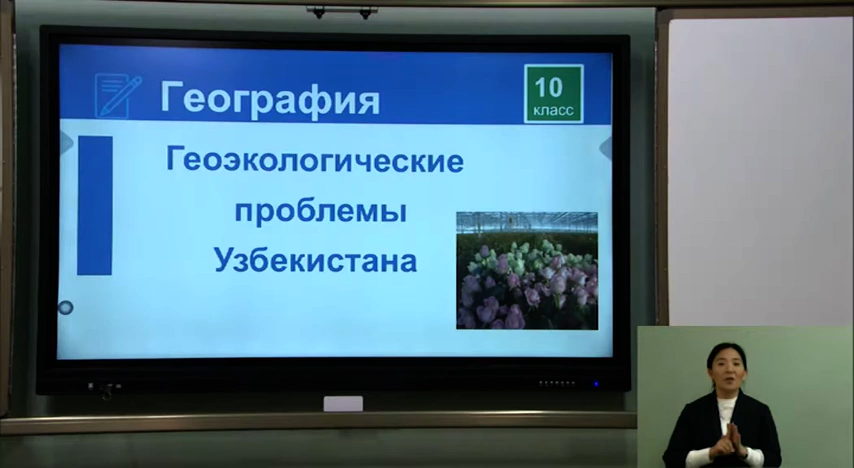 География
10
класс
Геоэкологические
проблемы
Узбекистана